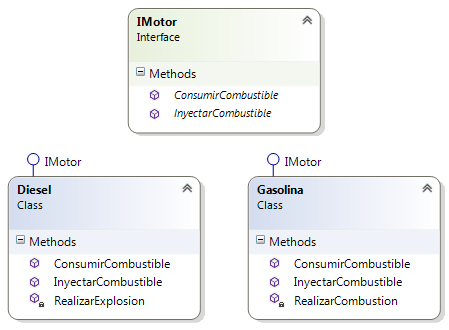 IMotor
Interface
Methods
ConsumirCombustible
InyectarCombustible
IMotor
Diesel
Class
Methods
ConsumirCombustible
InyectarCombustible
RealizarExplosion
IMotor
Gasolina
Class
Methods
ConsumirCombustible
InyectarCombustible
RealizarCombustion